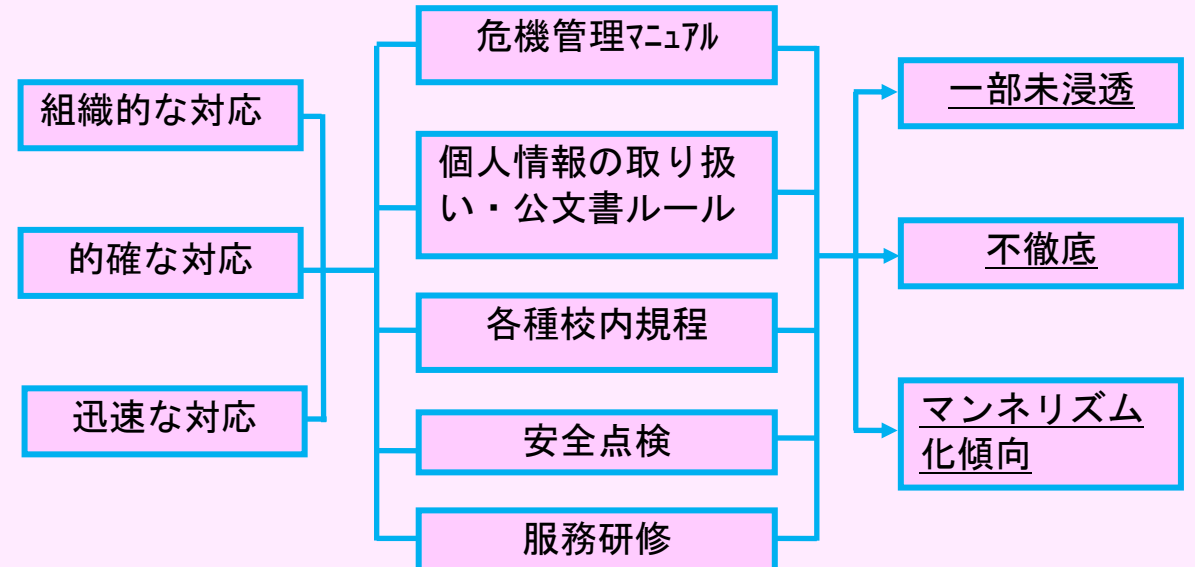 組織的な対応
的確な対応
迅速な対応
危機管理ﾏﾆｭｱﾙ
個人情報の取り扱
い・公文書ルール
各種校内規程
安全点検
服務研修
一部未浸透
不徹底
マンネリズム
化傾向